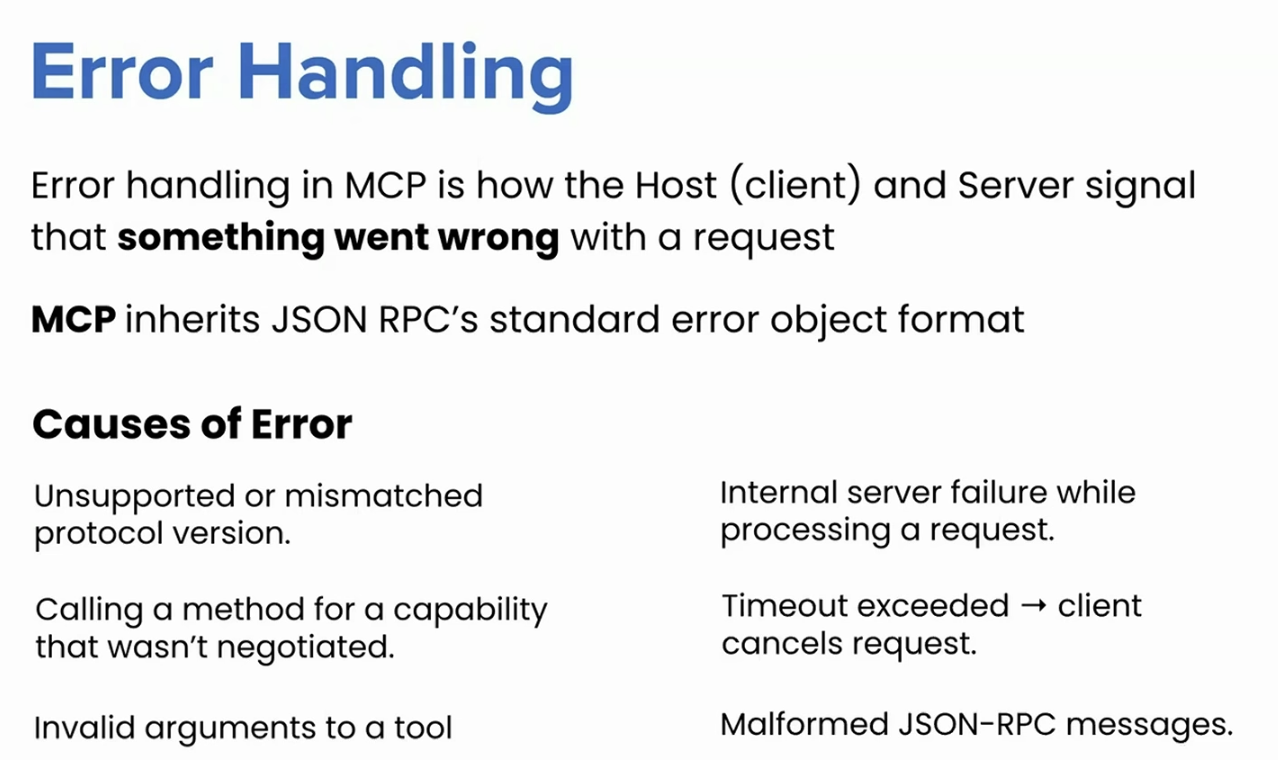 Error Handling
Error handling in MCP is how the Host (client) and Server signal
that something went wrong with a request
MCP inherits JSON RPC’s standard error object format
Causes of Error
Unsupported or mismatched
protocol version.
Calling a method for a capability
that wasn’t negotiated.
Invalid arguments to a tool
Internal server failure while
processing a request.
Timeout exceeded → client
cancels request.
Malformed JSON-RPC messages.